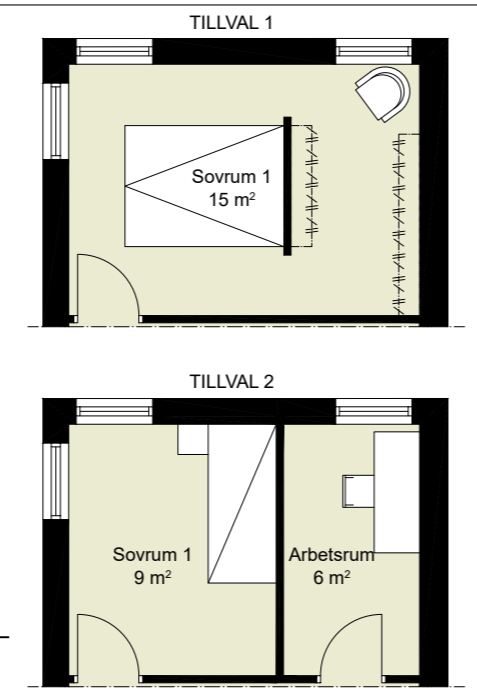 TILLVAL 1
Sovrum 1
15 m²
TILLVAL 2
Sovrum 1
9 m²
Arbetsrum
6 m²